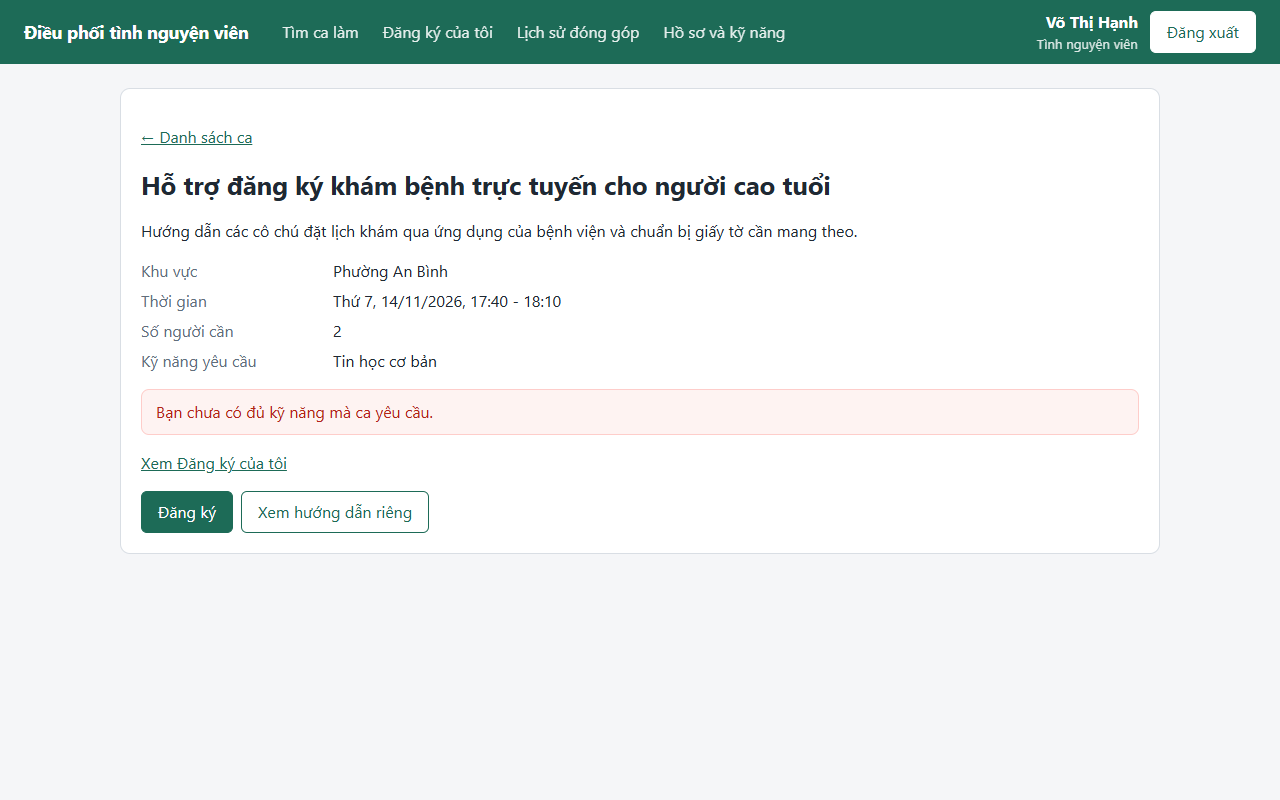 Điều phối tình nguyện viên
Tìm ca làm
Đăng ký của tôi
Lịch sử đóng góp
Hồ sơ và kỹ năng
Võ Thị Hạnh
Tình nguyện viên
Đăng xuất
← Danh sách ca
Hỗ trợ đăng ký khám bệnh trực tuyến cho người cao tuổi
Hướng dẫn các cô chú đặt lịch khám qua ứng dụng của bệnh viện và chuẩn bị giấy tờ cần mang theo.
Khu vực Phường An Bình
Thời gian Thứ 7, 14/11/2026, 17:40 - 18:10
Số người cần 2
Kỹ năng yêu cầu Tin học cơ bản
Bạn chưa có đủ kỹ năng mà ca yêu cầu.
Xem Đăng ký của tôi
Đăng ký
Xem hướng dẫn riêng